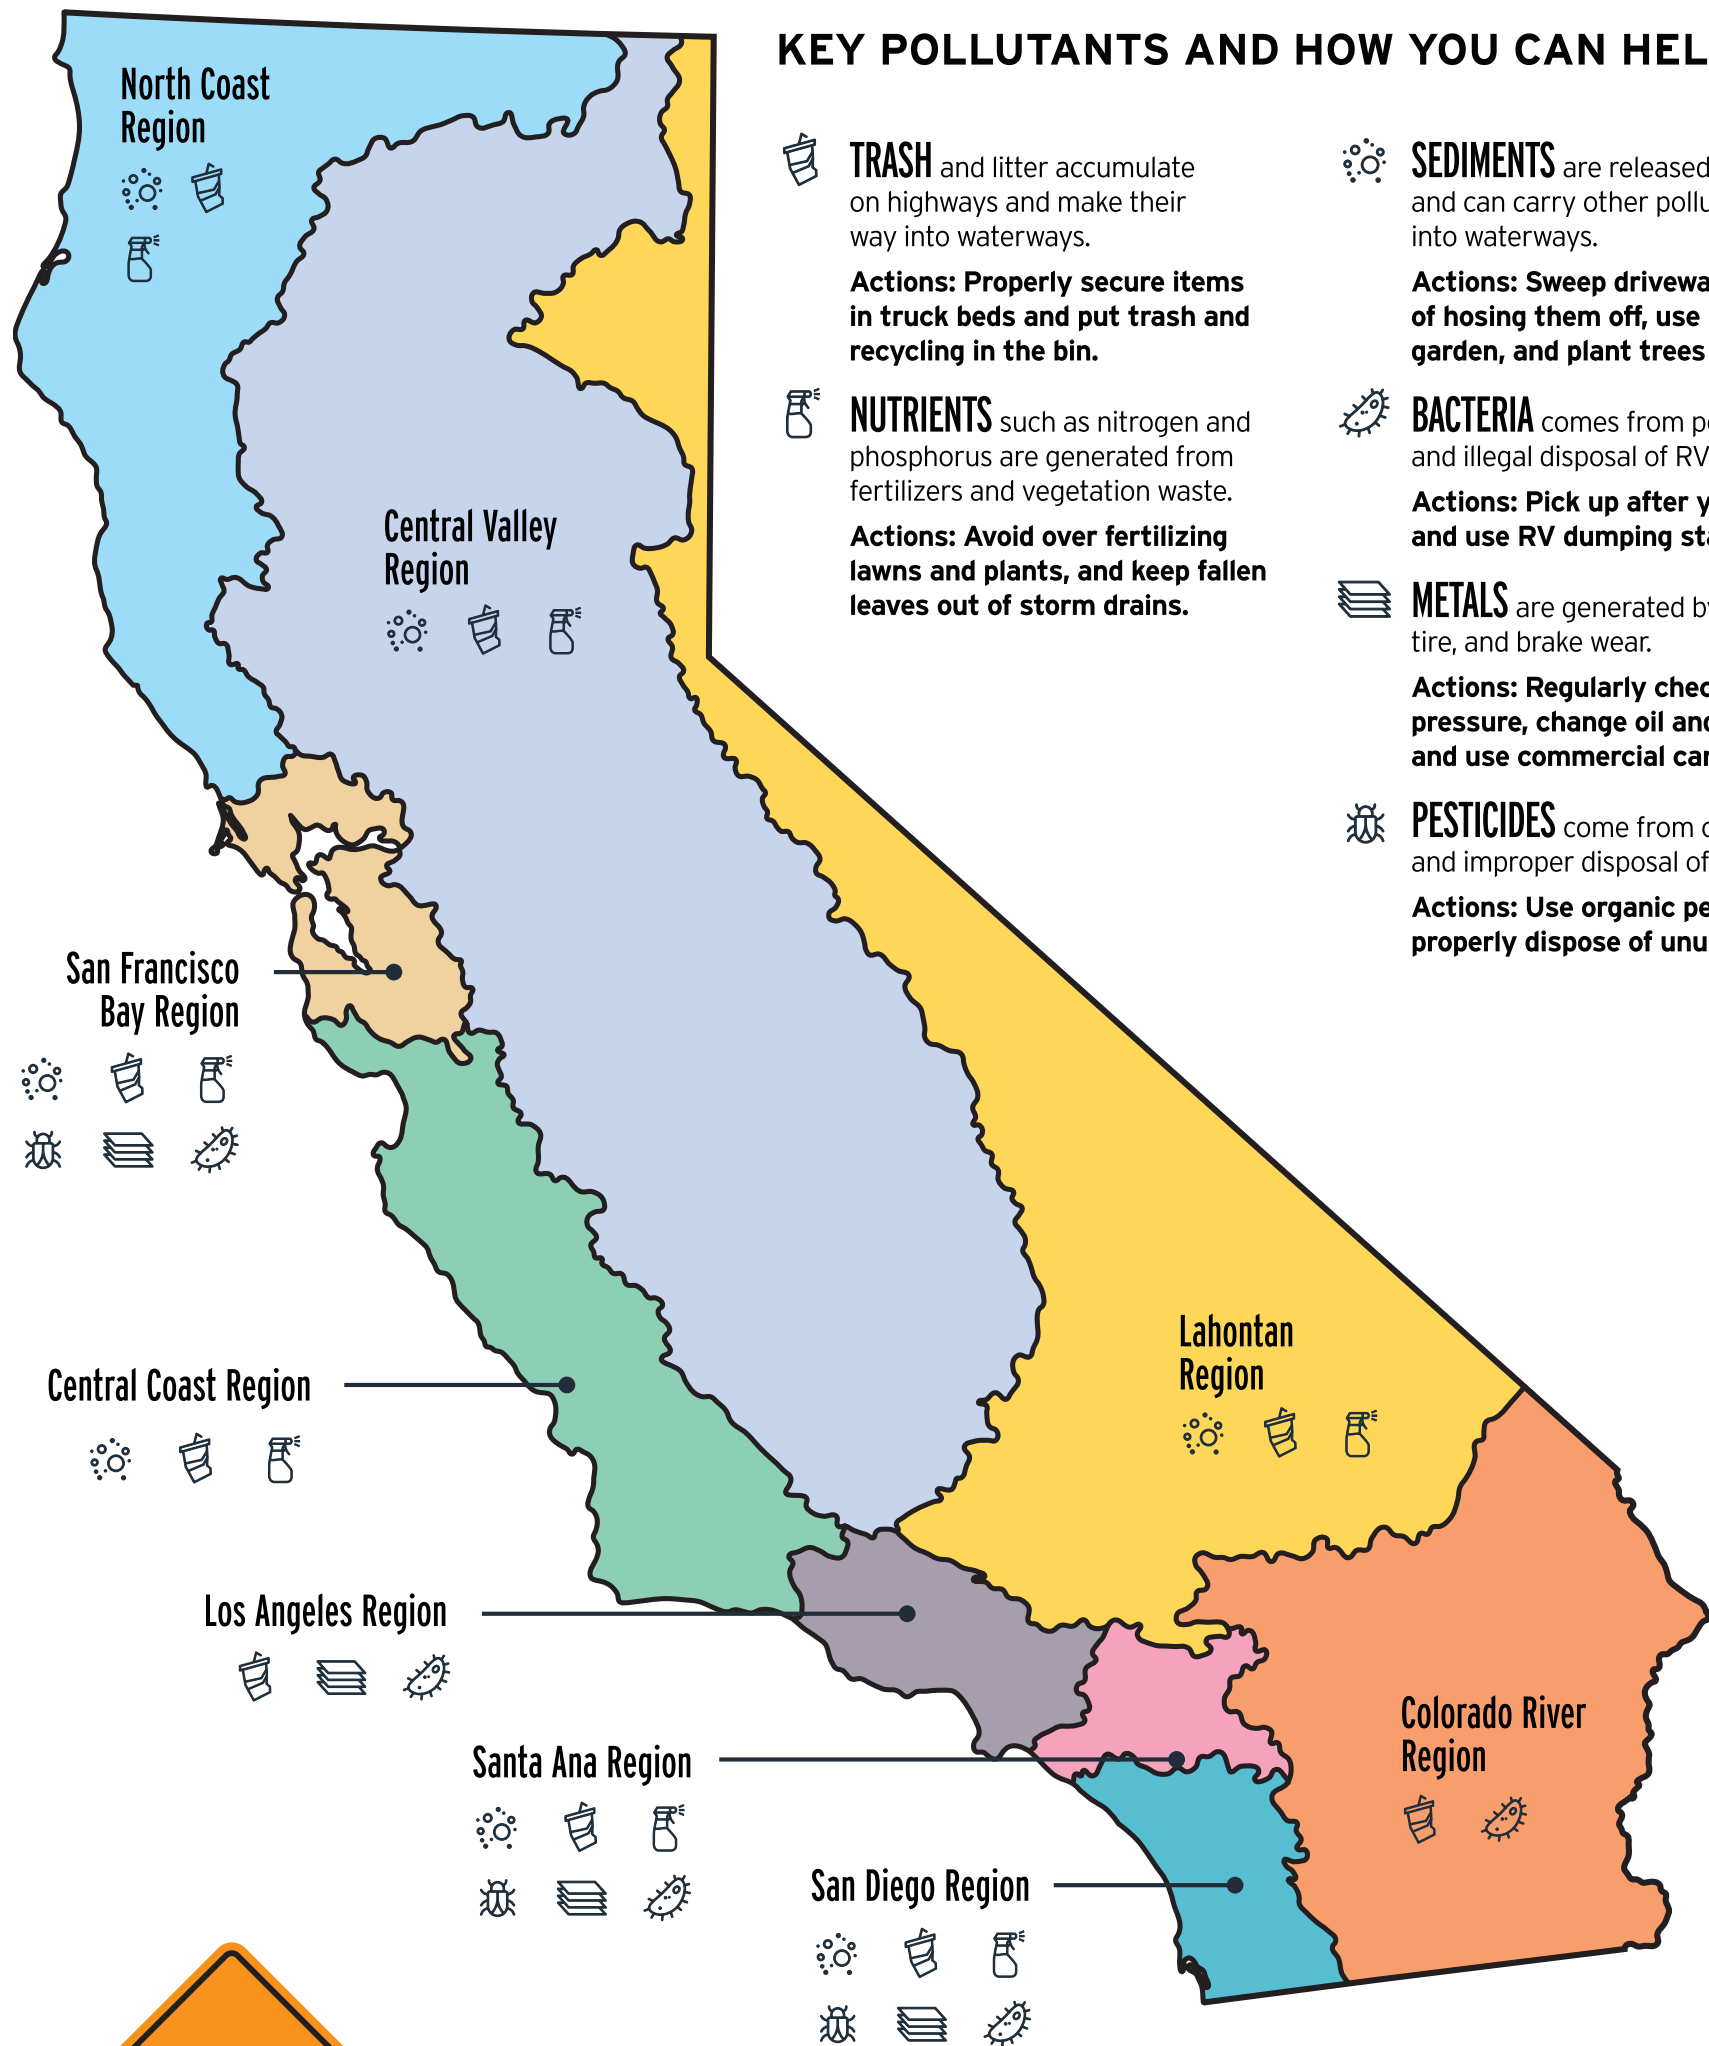 KEY POLLUTANTS AND HOW YOU CAN HEL
North Coast
Region
TRASH and litter accumulate
on highways and make their
way into waterways.
Actions: Properly secure items
in truck beds and put trash and
recycling in the bin.
NUTRIENTS such as nitrogen and
phosphorus are generated from
fertilizers and vegetation waste.
Actions: Avoid over fertilizing
lawns and plants, and keep fallen
leaves out of storm drains.
SEDIMENTS are released
and can carry other pollu
into waterways.
Actions: Sweep drivewa
of hosing them off, use
garden, and plant trees
BACTERIA comes from p
and illegal disposal of RV
Actions: Pick up after y
and use RV dumping sta
METALS are generated by
tire, and brake wear.
Actions: Regularly chec
pressure, change oil and
and use commercial car
PESTICIDES come from
and improper disposal of
Actions: Use organic pe
properly dispose of unu
Central Valley
Region
San Francisco
Bay Region
Central Coast Region
Lahontan
Region
Los Angeles Region
Santa Ana Region
Colorado River
Region
San Diego Region